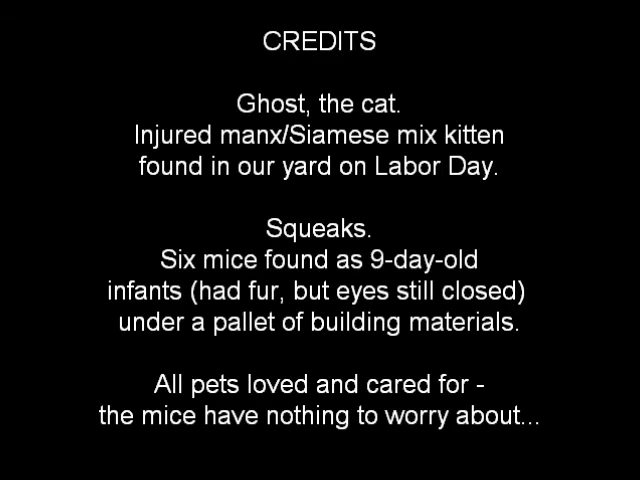 CREDITS
Ghost, the cat.
Injured manx/Siamese mix kitten
found in our yard on Labor Day.
Squeaks.
Six mice found as 9-day-old
infants (had fur, but eyes still closed)
under a pallet of building materials.
All pets loved and cared for -
the mice have nothing to worry about...